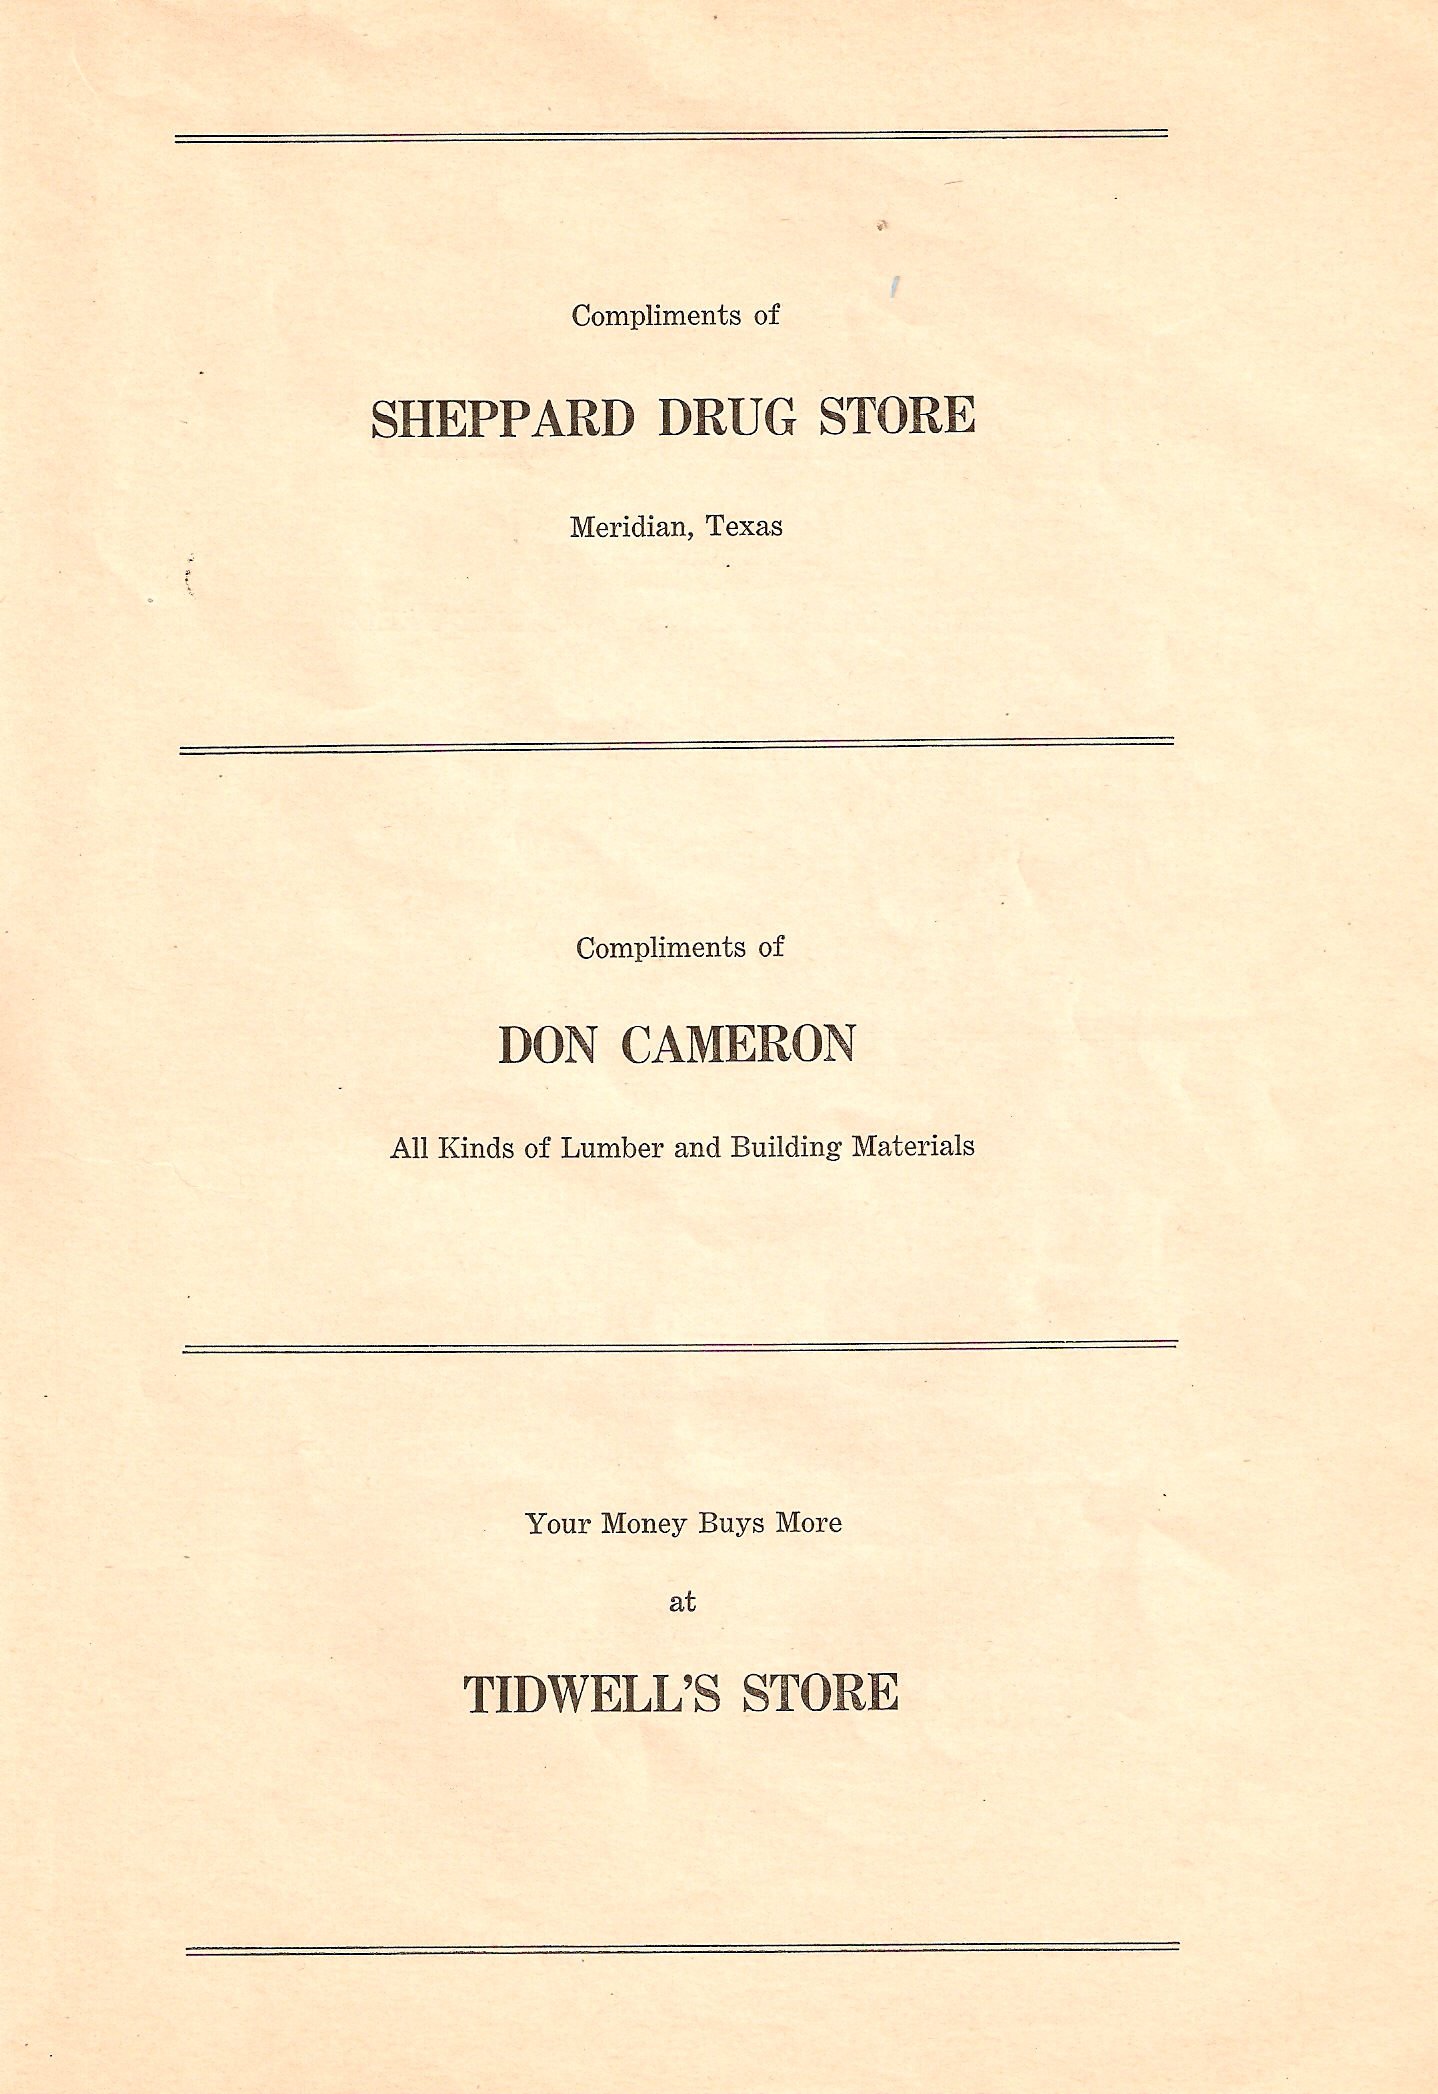 Compliments of
SHEPPARD DRUG STORE
Meridian, Texas
Compliments of
DON CAMERON
All Kinds of Lumber and Building Materials
Your Money Buys More
at
TIDWELL'S STORE